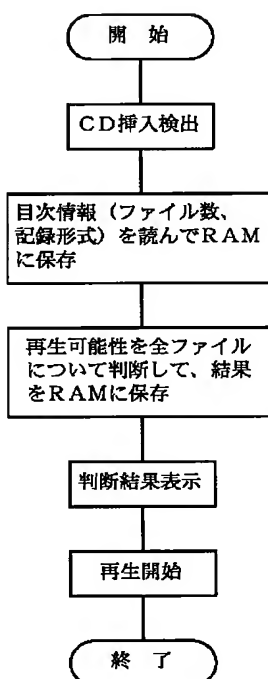 開 始
CD挿入検出
目次情報(ファイル数、
記録形式)を読んでRAM
に保存
再生可能性を全ファイル
について判断して、結果
をRAMに保存
判断結果表示
再生開始
終 了